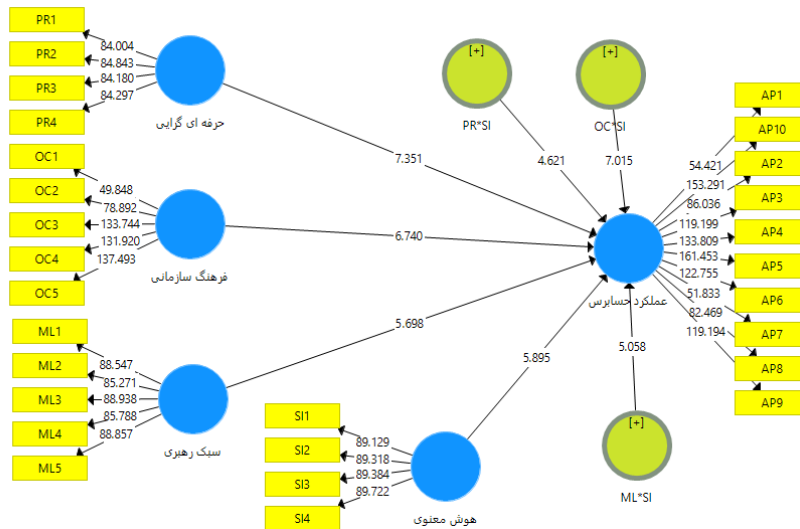 PR1
PR2
PR3
PR4
84.004
84.843
84.180
84.297
حرفه ای گرایی
OC1
OC2
OC3
OC4
OC5
49.848
78.892
133.744
131.920
137.493
فرهنگ سازمانی
ML1
ML2
ML3
ML4
ML5
88.547
85.271
88.938
85.788
88.857
سبک رهبری
SI1
SI2
SI3
SI4
89.129
89.318
89.384
89.722
هوش معنوی
[+]
PR*SI
[+]
OC*SI
[+]
ML*SI
7.351
4.621
7.015
6.740
5.698
5.895
5.058
عملکرد حسابرس
54.421
153.291
86.036
119.199
133.809
161.453
122.755
51.833
82.469
119.194
AP1
AP10
AP2
AP3
AP4
AP5
AP6
AP7
AP8
AP9